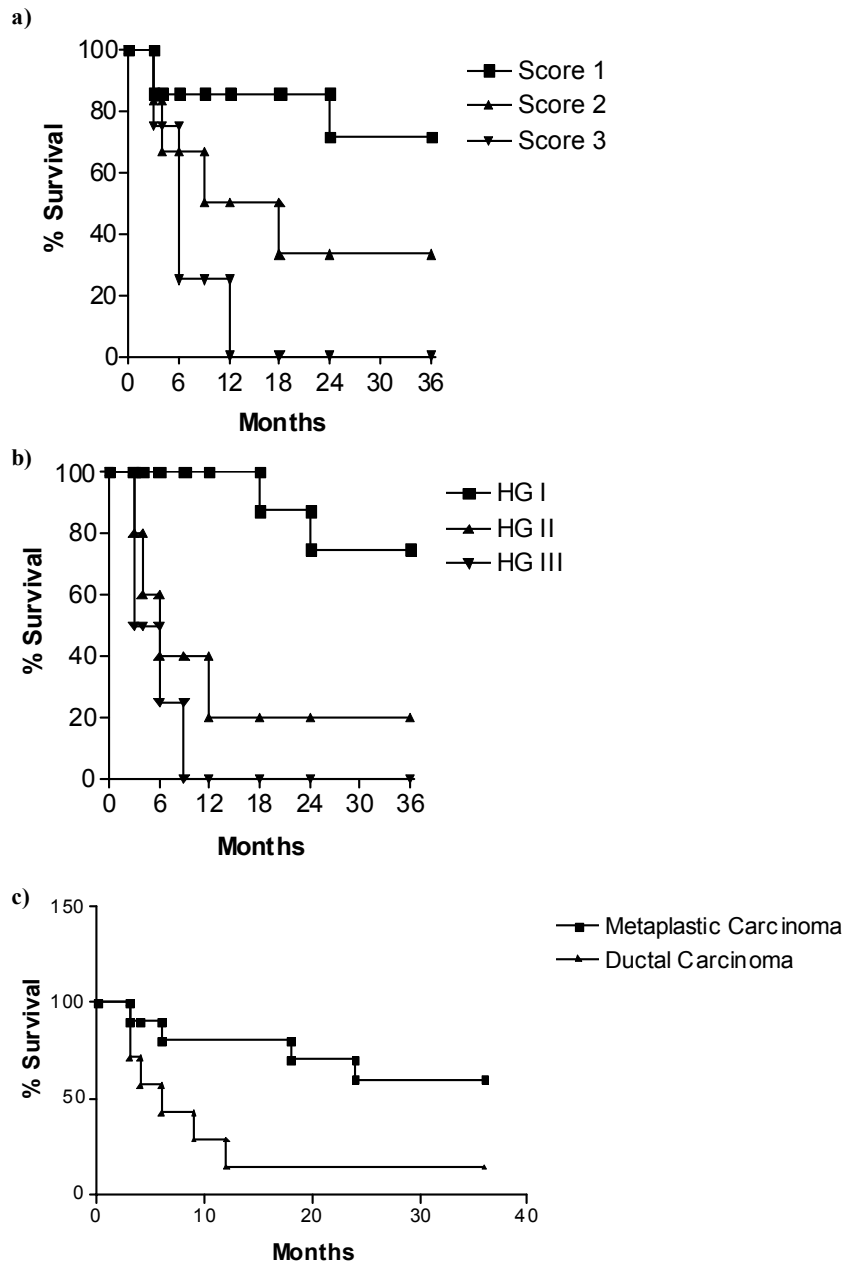 a)
100
80
60
40
20
0
% Survival
0 6 12 18 24 30 36
Months
Score 1
Score 2
Score 3
b)
100
80
60
40
20
0
% Survival
0 6 12 18 24 30 36
Months
HG I
HG II
HG III
c)
150
100
50
0
% Survival
0 10 20 30 40
Months
Metaplastic Carcinoma
Ductal Carcinoma